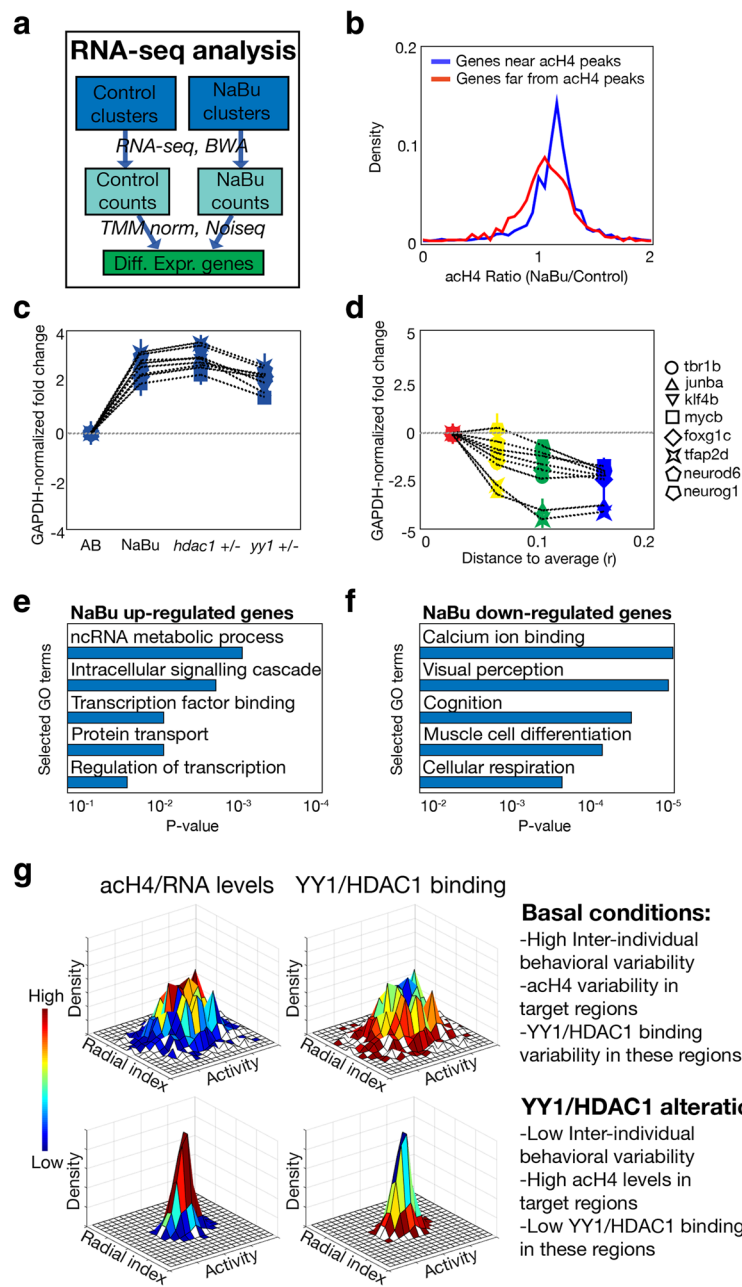 a
RNA-seq analysis
Control
clusters
NaBu
clusters
RNA-seq, BWA
Control
counts
NaBu
counts
TMM norm, Noiseq
Diff. Expr. genes
b
0.2
0.1
0
Density
Genes near acH4 peaks
Genes far from acH4 peaks
0
1
2
acH4 Ratio (NaBu/Control)
c
GAPDH-normalized fold change
4
2
0
-2
-4
AB
NaBu
hdac1 +/-
yy1 +/-
d
GAPDH-normalized fold change
5
2.5
0
-2.5
-5
0
0.1
0.2
Distance to average (r)
tbr1b
junba
klf4b
mycb
foxg1c
tfap2d
neurod6
neurog1
e
NaBu up-regulated genes
Selected GO terms
ncRNA metabolic process
Intracellular signalling cascade
Transcription factor binding
Protein transport
Regulation of transcription
10-1
10-2
10-3
10-4
P-value
f
NaBu down-regulated genes
Selected GO terms
Calcium ion binding
Visual perception
Cognition
Muscle cell differentiation
Cellular respiration
10-2
10-3
10-4
10-5
P-value
g
acH4/RNA levels
YY1/HDAC1 binding
High
Low
Density
Radial index
Activity
Density
Radial index
Activity
Basal conditions:
-High Inter-individual
behavioral variability
-acH4 variability in
target regions
-YY1/HDAC1 binding
variability in these regions
Density
Radial index
Activity
Density
Radial index
Activity
YY1/HDAC1 alteratio
-Low Inter-individual
behavioral variability
-High acH4 levels in
target regions
-Low YY1/HDAC1 binding
in these regions